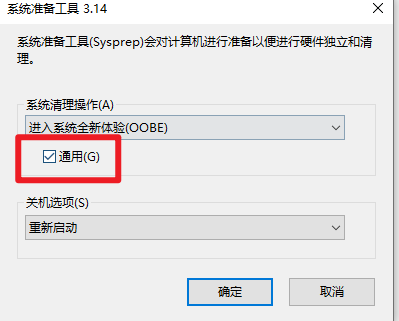 系统准备工具 3.14
系统准备工具(Sysprep)会对计算机进行准备以便进行硬件独立和清
理。
系统清理操作(A)
进入系统全新体验(OOBE)
通用(G)
关机选项(S)
重新启动
确定
取消